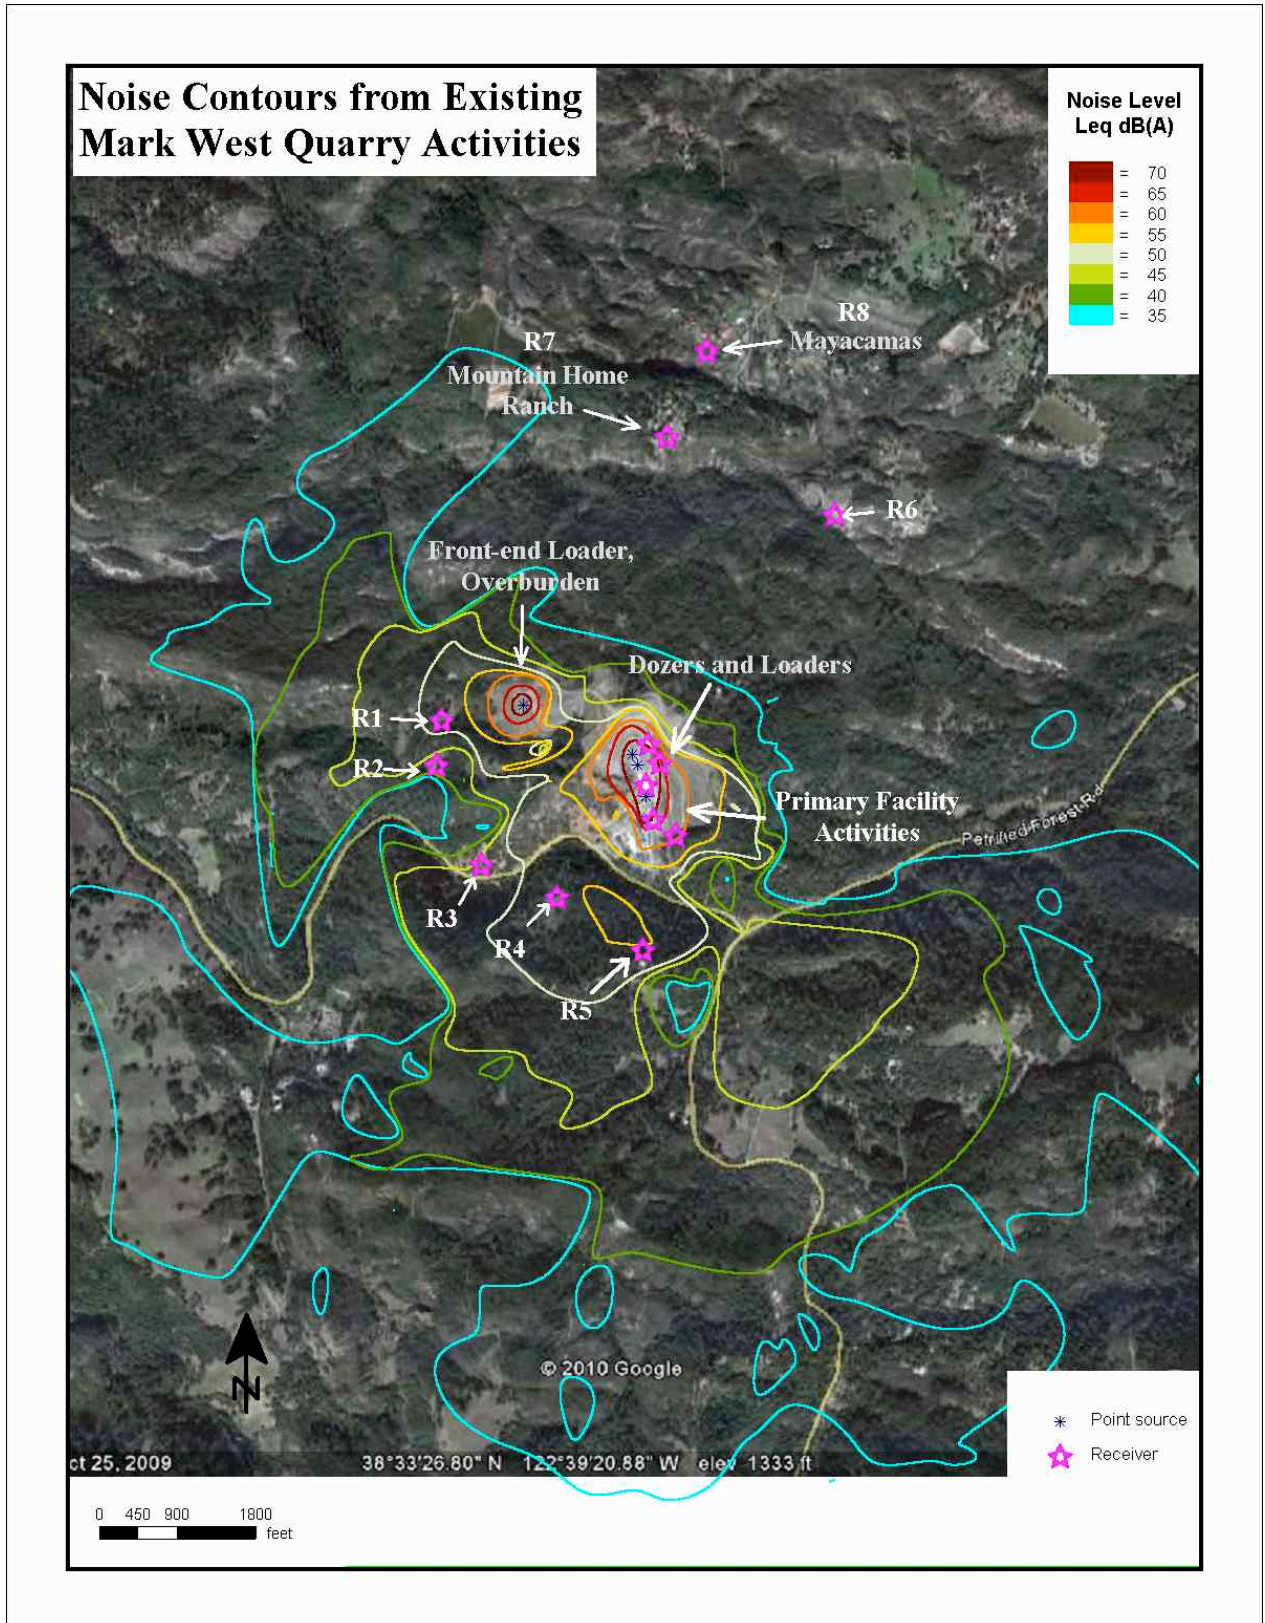 Noise Contours from Existing
Mark West Quarry Activities
Noise Level
Leq dB(A)
= 70
= 65
= 60
= 55
= 50
= 45
= 40
= 35
R8
Mayacamas
R7
Mountain Home
Ranch
R6
Front-end Loader,
Overburden
Dozers and Loaders
R1
R2
Primary Facility
Activities
Petrified Forest Rd
R3
R4
R5
N
© 2010 Google
ct 25, 2009
38°33'26.80" N 122°39'20.88" W elev 1333 ft
Point source
Receiver
0 450 900 1800
feet